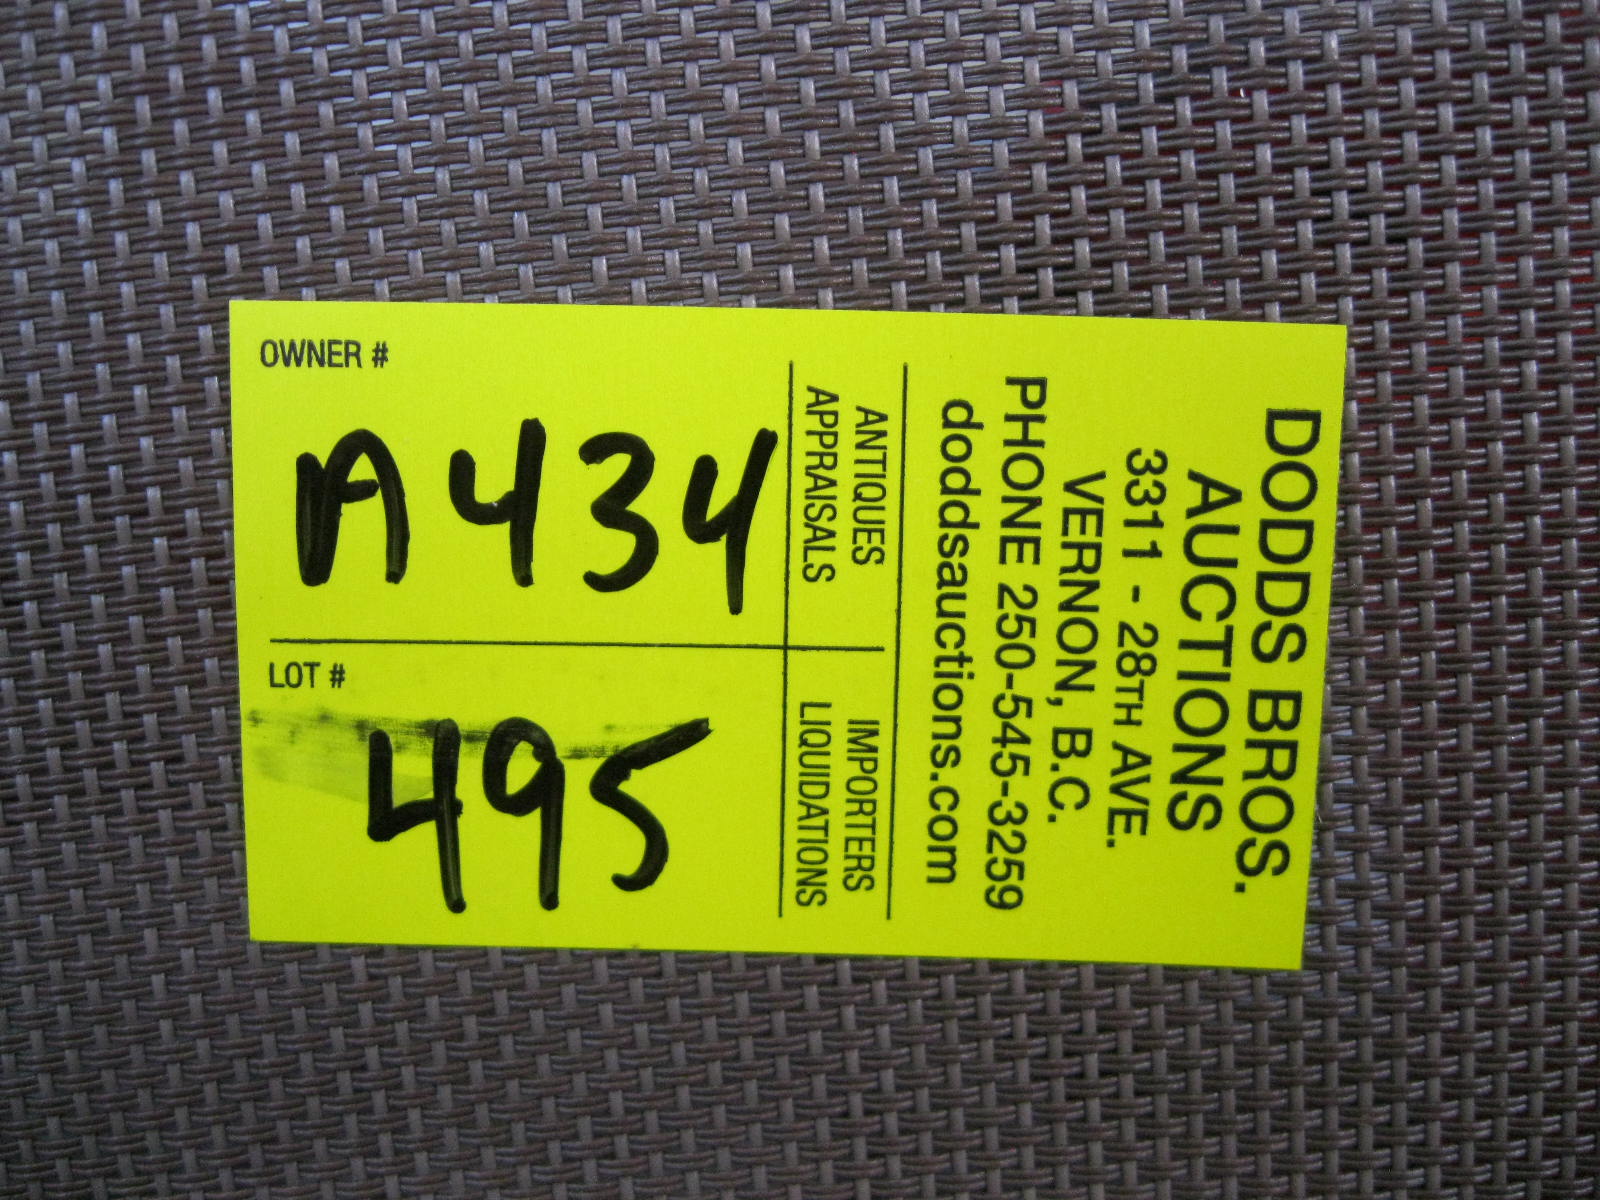 DODDS BROS.
AUCTIONS
3311 - 28TH AVE.
VERNON, B.C.
PHONE 250-545-3259
doddsauctions.com
ANTIQUES
APPRAISALS
IMPORTERS
LIQUIDATIONS
OWNER #
A434
LOT #
495